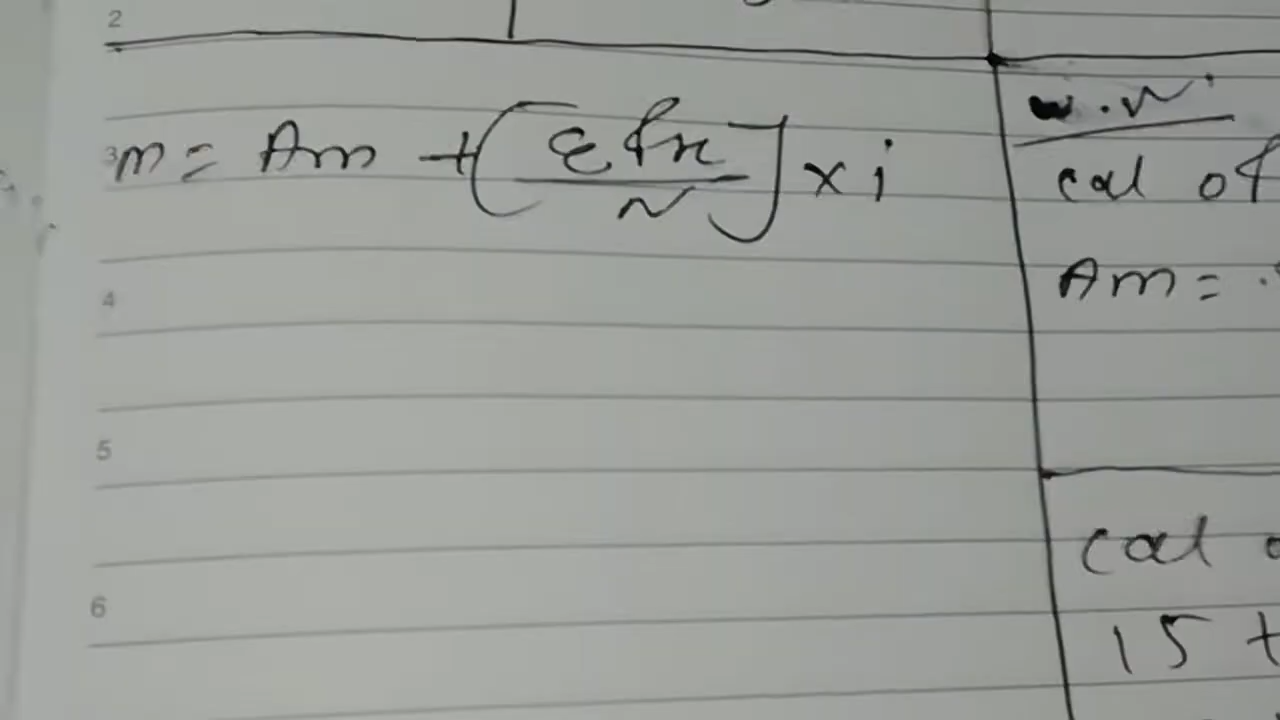 2
3 m = Am + (Σfx/N] × i
4
5
6
w.N.
cal of
Am =
cal
15